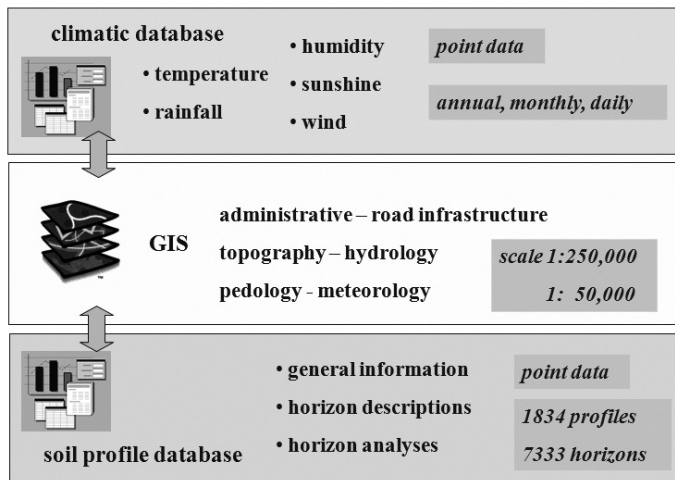 climatic database
• temperature
• rainfall
• humidity
• sunshine
• wind
point data
annual, monthly, daily
GIS
administrative – road infrastructure
topography – hydrology
pedology - meteorology
scale 1:250,000
1: 50,000
soil profile database
• general information
• horizon descriptions
• horizon analyses
point data
1834 profiles
7333 horizons